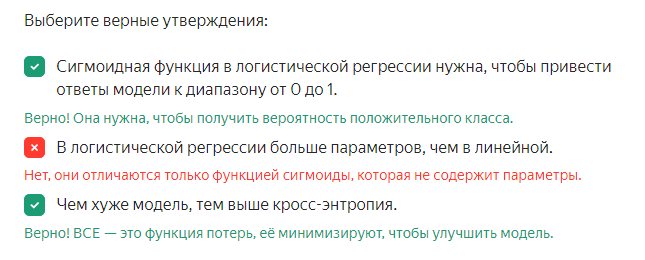 Выберите верные утверждения:
Сигмоидная функция в логистической регрессии нужна, чтобы привести
ответы модели к диапазону от 0 до 1.
Верно! Она нужна, чтобы получить вероятность положительного класса.
В логистической регрессии больше параметров, чем в линейной.
Нет, они отличаются только функцией сигмоиды, которая не содержит параметры.
Чем хуже модель, тем выше кросс-энтропия.
Верно! BCE — это функция потерь, её минимизируют, чтобы улучшить модель.